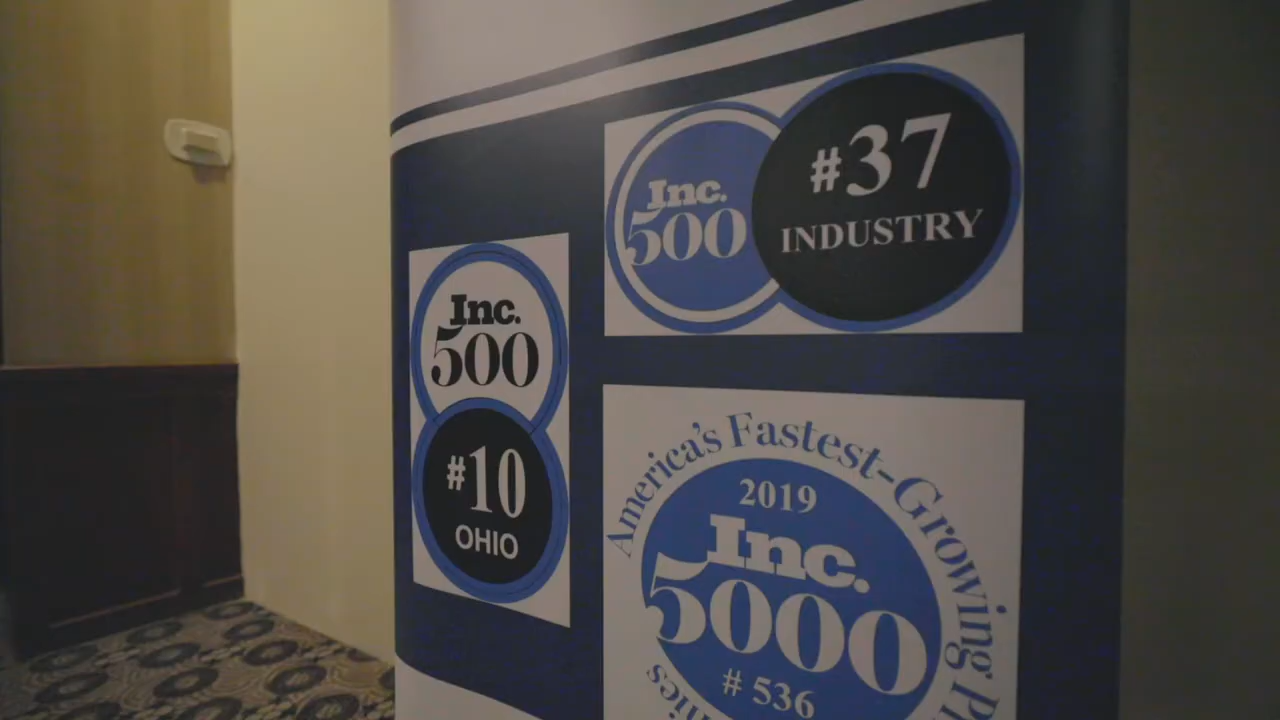 Inc.
500
#37
INDUSTRY
Inc.
500
#10
OHIO
America's Fastest-Growing
2019
Inc.
5000
# 536